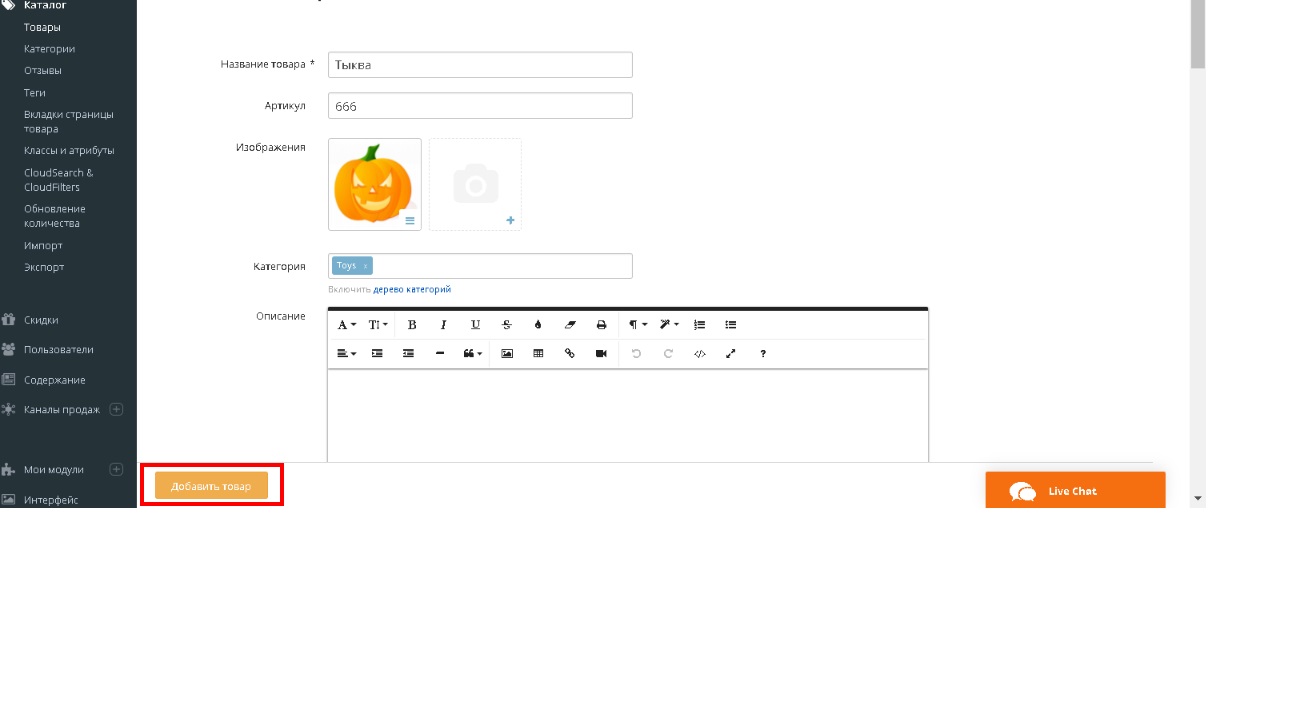 Каталог
Товары
Категории
Отзывы
Теги
Вкладки страницы
товара
Классы и атрибуты
CloudSearch &
CloudFilters
Обновление
количества
Импорт
Экспорт
Скидки
Пользователи
Содержание
Каналы продаж
Мои модули
Интерфейс
Название товара * Тыква
Артикул 666
Изображения
Категория Toys x
Включить дерево категорий
Описание
Добавить товар
Live Chat